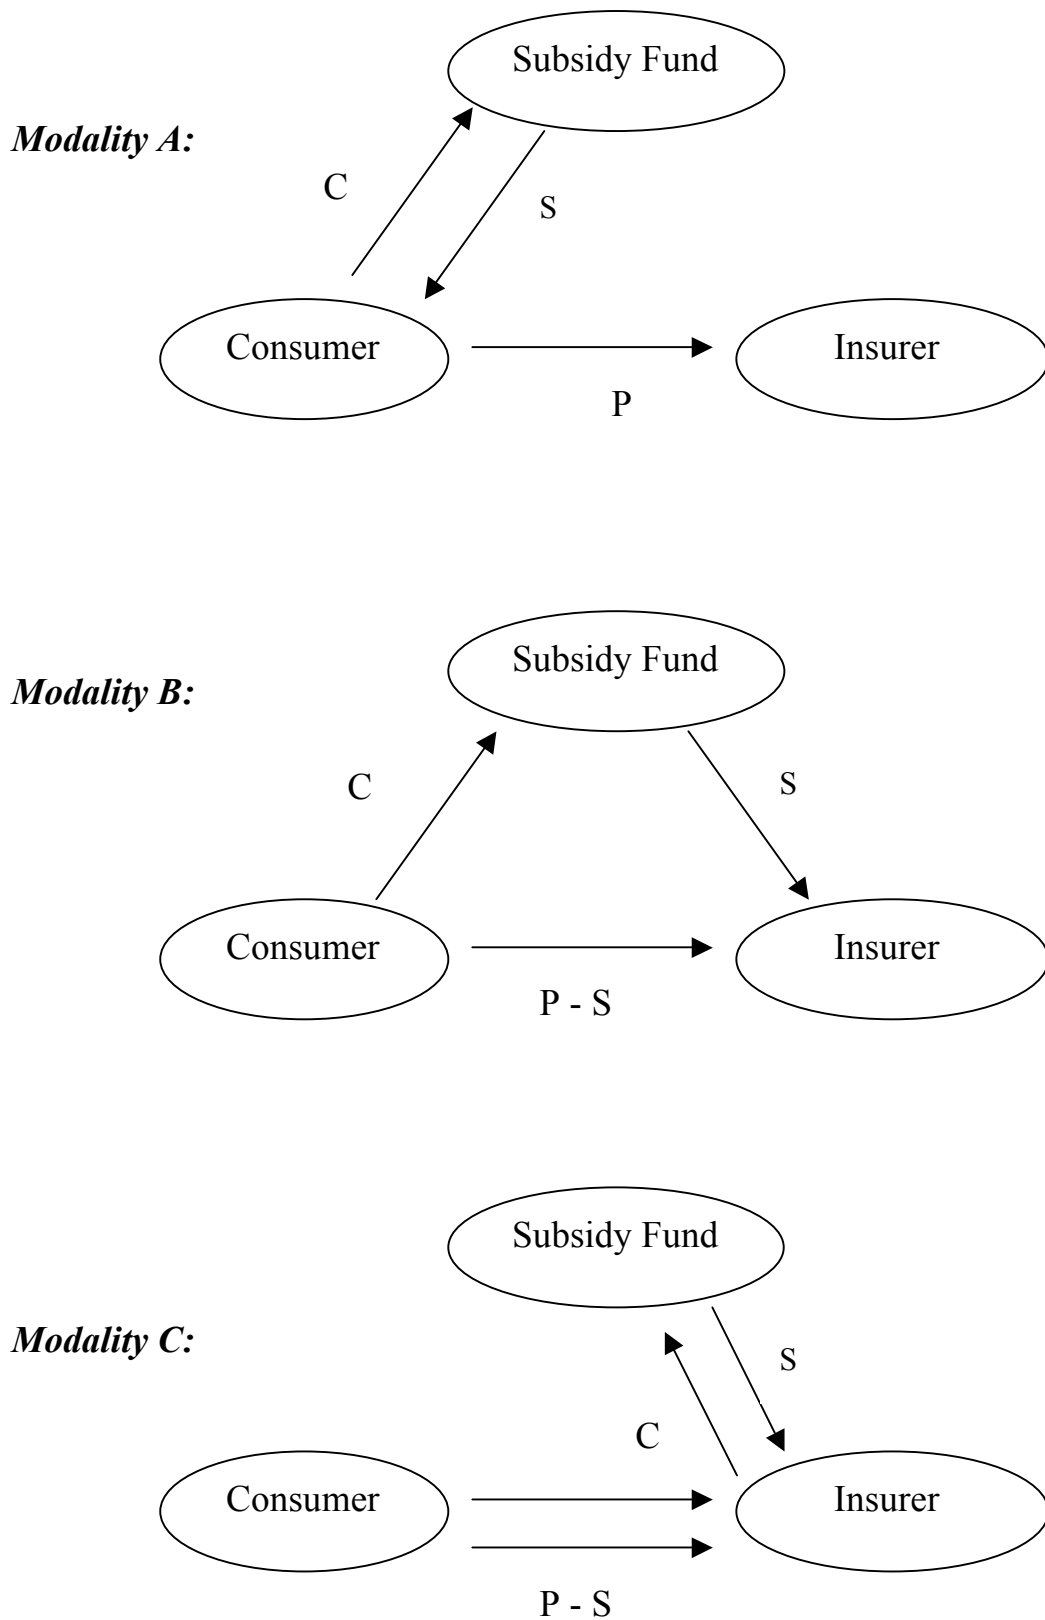 Subsidy Fund
Modality A:
C
S
Consumer
Insurer
P
Subsidy Fund
Modality B:
C
S
Consumer
Insurer
P - S
Subsidy Fund
Modality C:
S
C
Consumer
Insurer
P - S